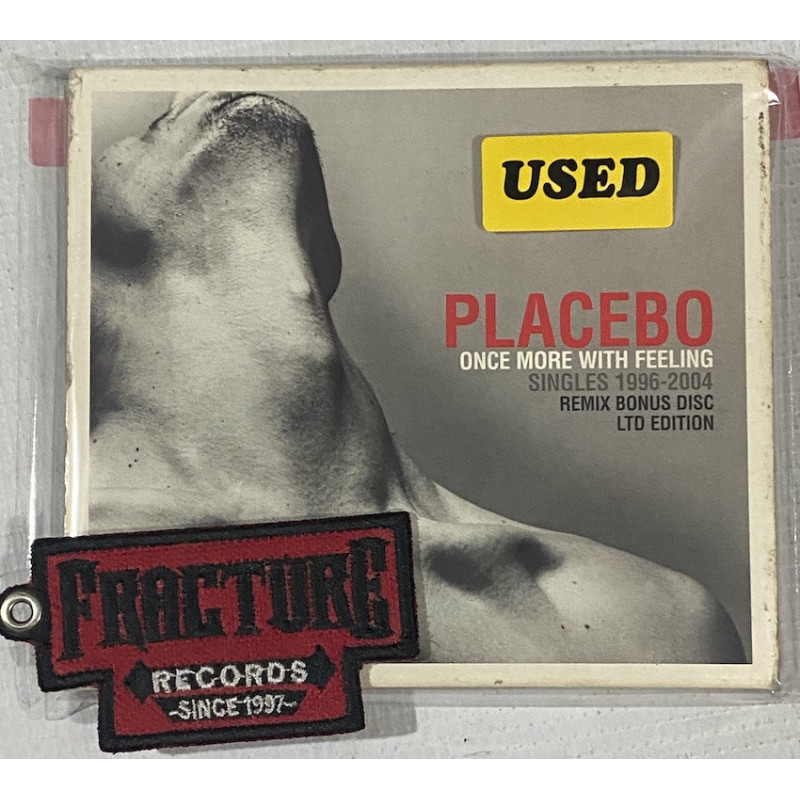 USED
PLACEBO
ONCE MORE WITH FEELING
SINGLES 1996-2004
REMIX BONUS DISC
LTD EDITION
FRACTURE
RECORDS
-SINCE 1997-